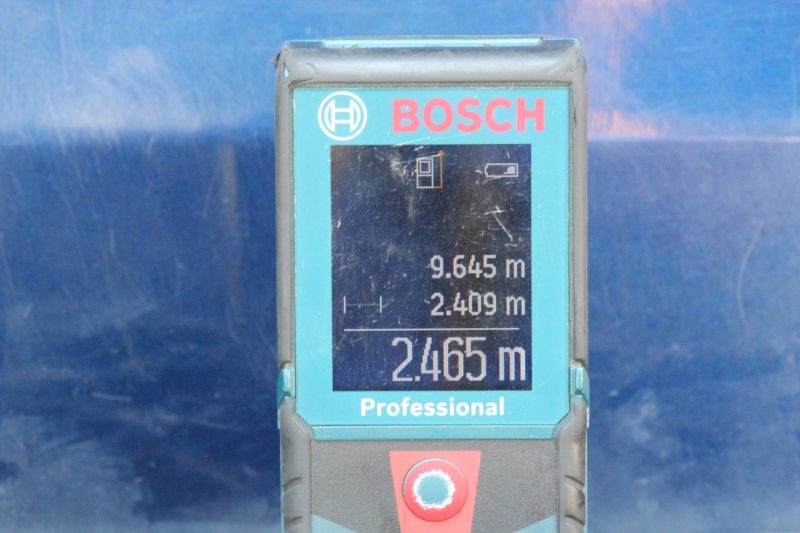 BOSCH
9.645 m
2.409 m
2.465 m
Professional